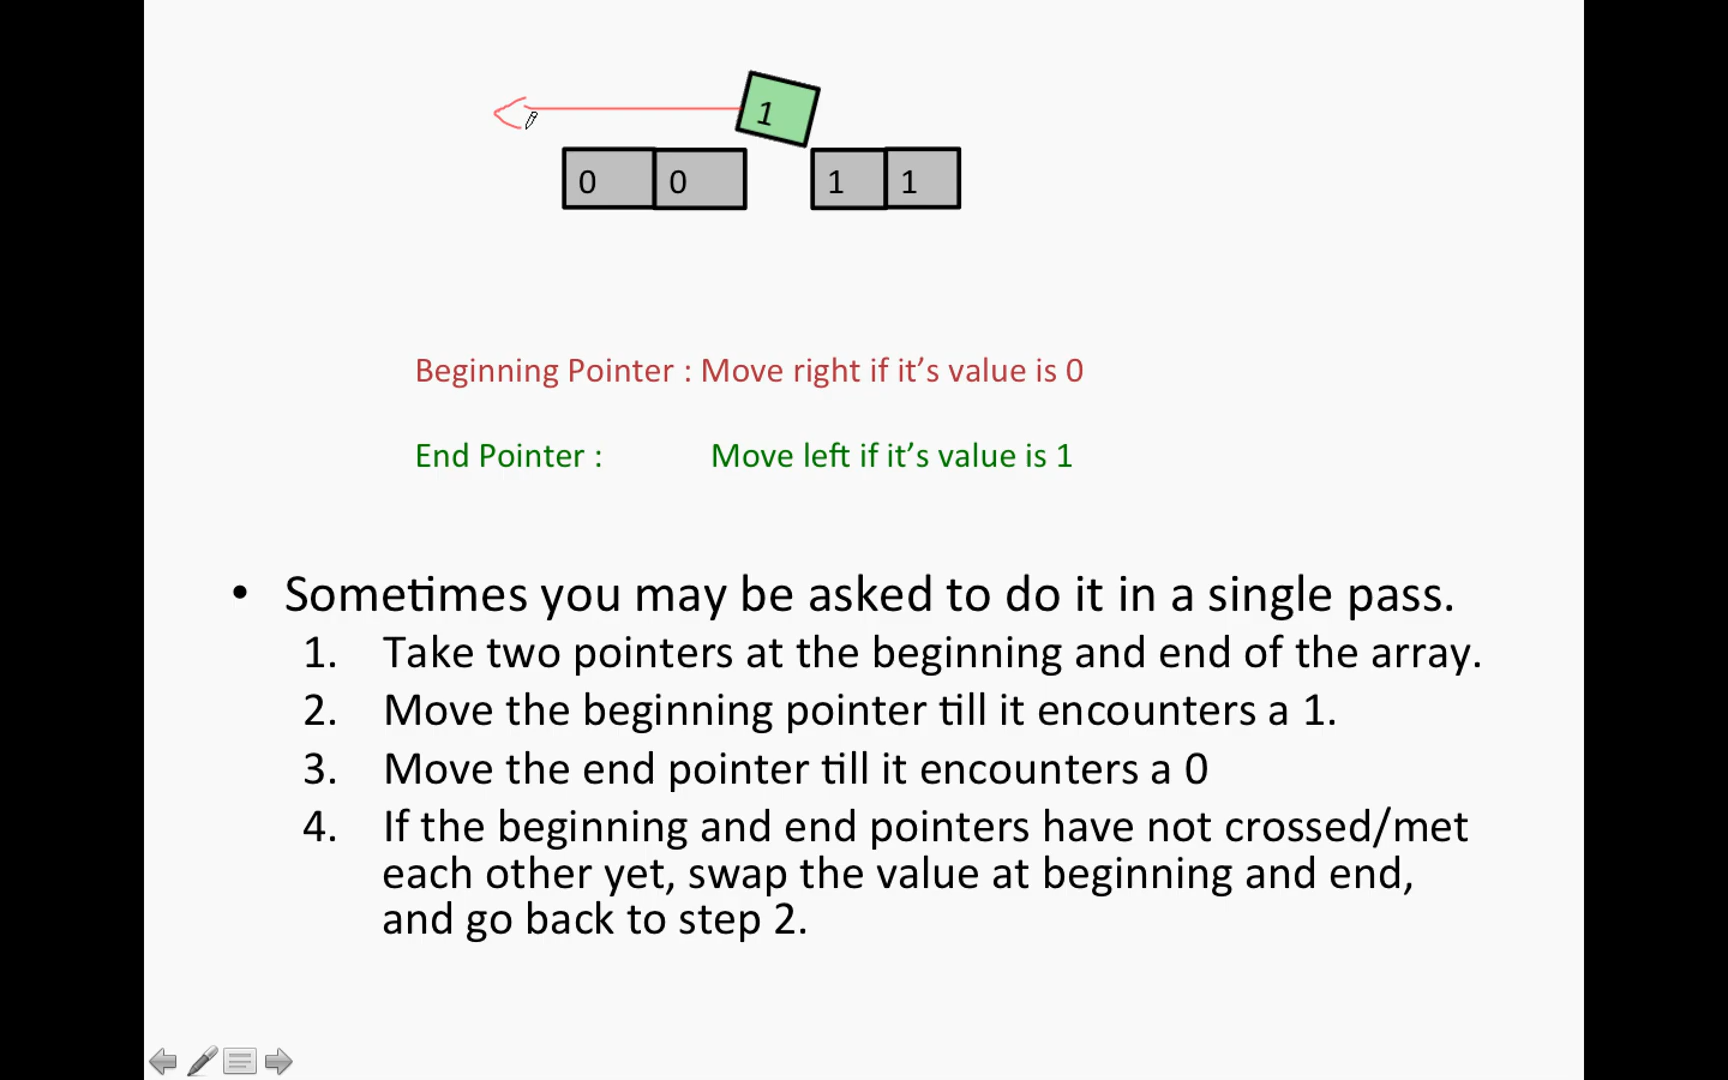 1
0 0 1 1
Beginning Pointer : Move right if it’s value is 0
End Pointer : Move left if it’s value is 1
• Sometimes you may be asked to do it in a single pass.
1. Take two pointers at the beginning and end of the array.
2. Move the beginning pointer till it encounters a 1.
3. Move the end pointer till it encounters a 0
4. If the beginning and end pointers have not crossed/met
each other yet, swap the value at beginning and end,
and go back to step 2.